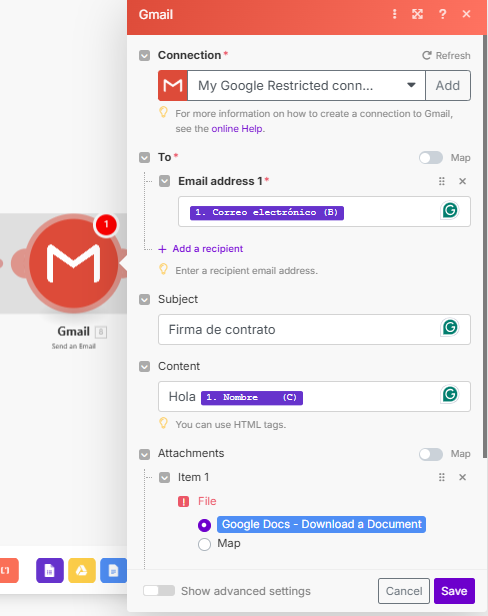 Gmail
?
Connection*
Refresh
My Google Restricted conn...
Add
For more information on how to create a connection to Gmail,
see the online Help.
To*
Map
Email address 1*
1. Correo electrónico (B)
+ Add a recipient
Enter a recipient email address.
Subject
Firma de contrato
Content
Hola 1. Nombre (C)
You can use HTML tags.
Attachments
Map
Item 1
! File
Google Docs - Download a Document
Map
Show advanced settings
Cancel
Save
1
Gmail 8
Send an Email